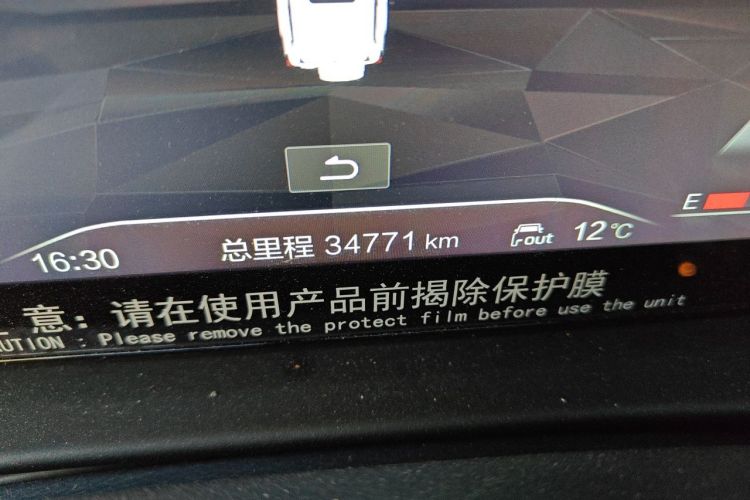 E
16:30 总里程 34771 km out 12℃
意：请在使用产品前揭除保护膜
AUTION : Please remove the protect film before use the unit